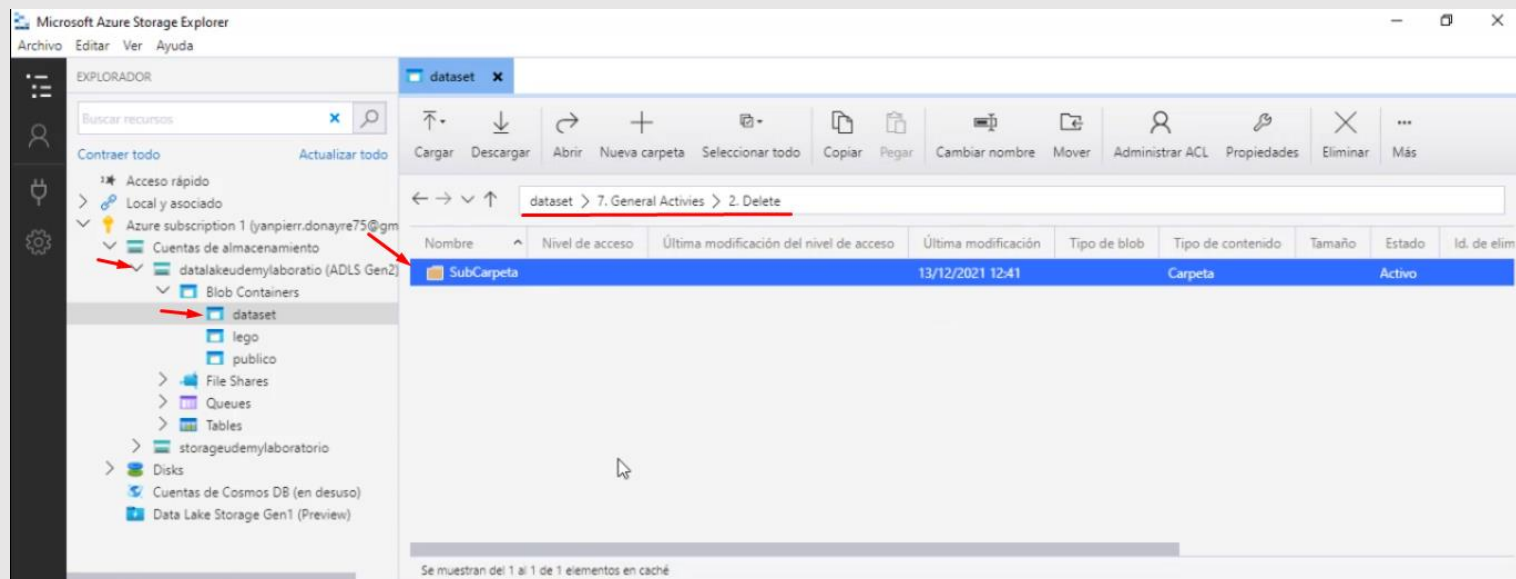 Microsoft Azure Storage Explorer
Archivo Editar Ver Ayuda
EXPLORADOR
Buscar recursos
Contraer todo Actualizar todo
Acceso rápido
Local y asociado
Azure subscription 1 (yanpierr.donayre75@gm
Cuentas de almacenamiento
datalakeudemylaboratio (ADLS Gen2)
Blob Containers
dataset
lego
publico
File Shares
Queues
Tables
storageudemylaboratorio
Disks
Cuentas de Cosmos DB (en desuso)
Data Lake Storage Gen1 (Preview)
dataset
Cargar Descargar Abrir Nueva carpeta Seleccionar todo Copiar Pegar Cambiar nombre Mover Administrar ACL Propiedades Eliminar Más
dataset > 7. General Activies > 2. Delete
Nombre Nivel de acceso Última modificación del nivel de acceso Última modificación Tipo de blob Tipo de contenido Tamaño Estado Id. de elim
SubCarpeta 13/12/2021 12:41 Carpeta Activo
Se muestran del 1 al 1 de 1 elementos en caché